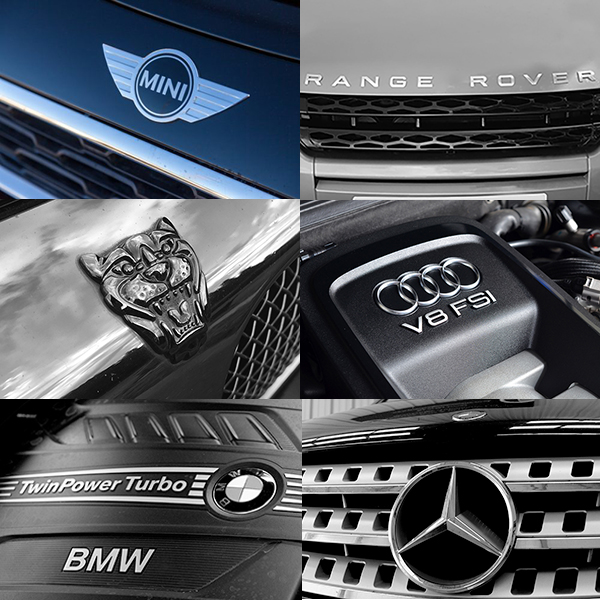 MINI
RANGE ROVER
V8 FSI
TwinPower Turbo
BMW
BMW